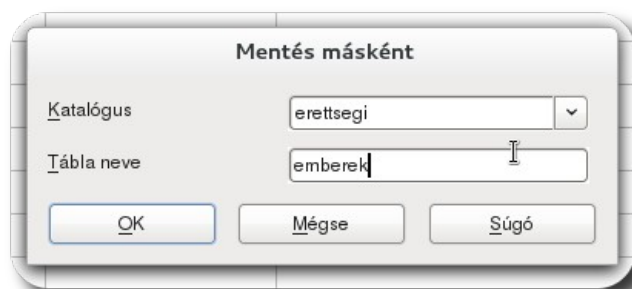 Mentés másként
Katalógus erettsegi
Tábla neve emberek
OK Mégse Súgó